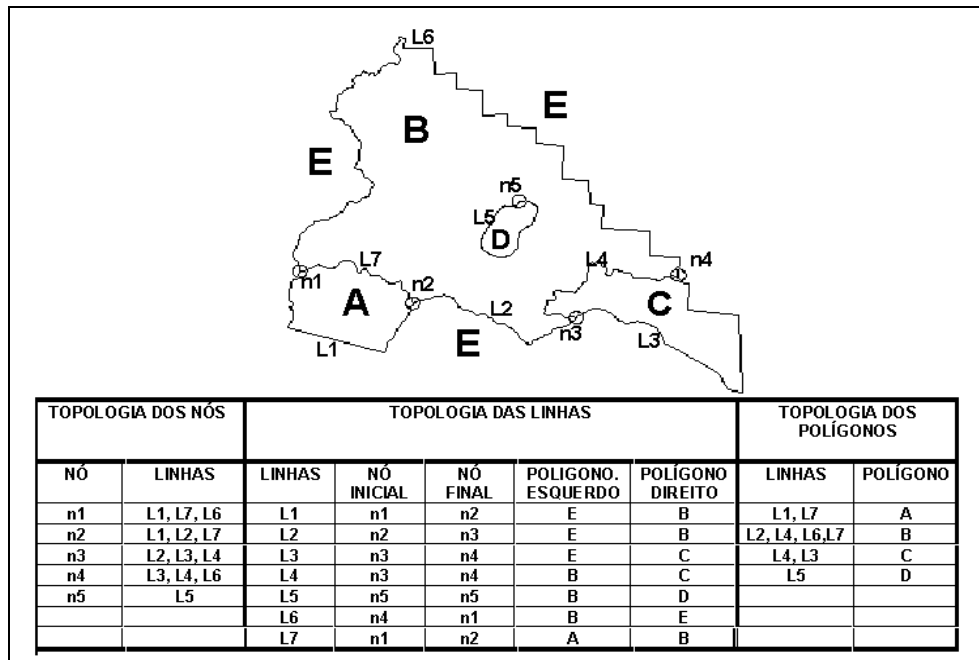 L6
E
B
E
n5
L5
D
L7
L4
n4
n1
n2
A
C
L2
L1
E
n3
L3
TOPOLOGIA DOS NÓS TOPOLOGIA DAS LINHAS TOPOLOGIA DOS
POLÍGONOS
NÓ LINHAS LINHAS NÓ INICIAL NÓ FINAL POLIGONO. ESQUERDO POLÍGONO DIREITO LINHAS POLÍGONO
n1 L1, L7, L6 L1 n1 n2 E B L1, L7 A
n2 L1, L2, L7 L2 n2 n3 E B L2, L4, L6,L7 B
n3 L2, L3, L4 L3 n3 n4 E C L4, L3 C
n4 L3, L4, L6 L4 n3 n4 B C L5 D
n5 L5 L5 n5 n5 B D
L6 n4 n1 B E
L7 n1 n2 A B